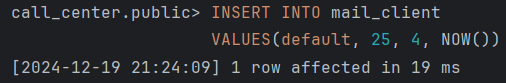 call_center.public> INSERT INTO mail_client
VALUES(default, 25, 4, NOW())
[2024-12-19 21:24:09] 1 row affected in 19 ms